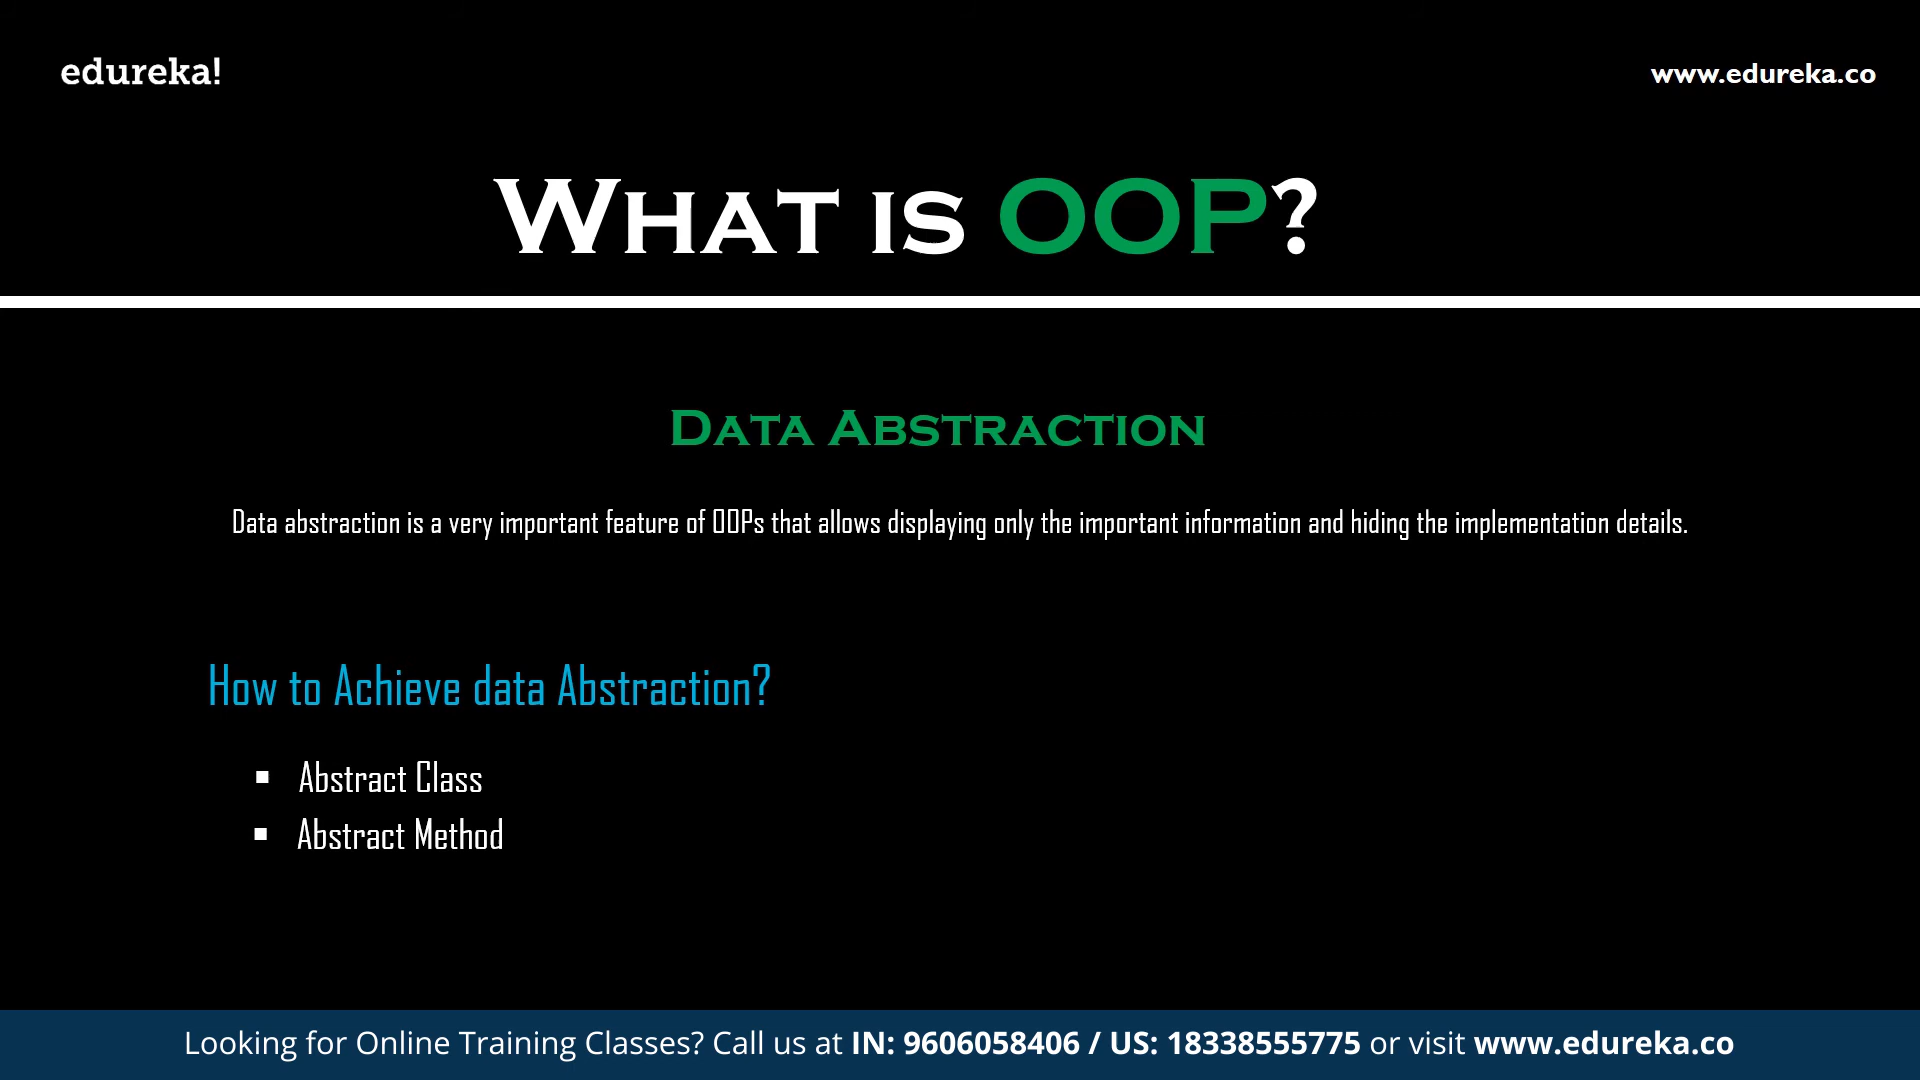 edureka!
www.edureka.co
What is OOP?
Data Abstraction
Data abstraction is a very important feature of OOPs that allows displaying only the important information and hiding the implementation details.
How to Achieve data Abstraction?
▪ Abstract Class
▪ Abstract Method
Looking for Online Training Classes? Call us at IN: 9606058406 / US: 18338555775 or visit www.edureka.co